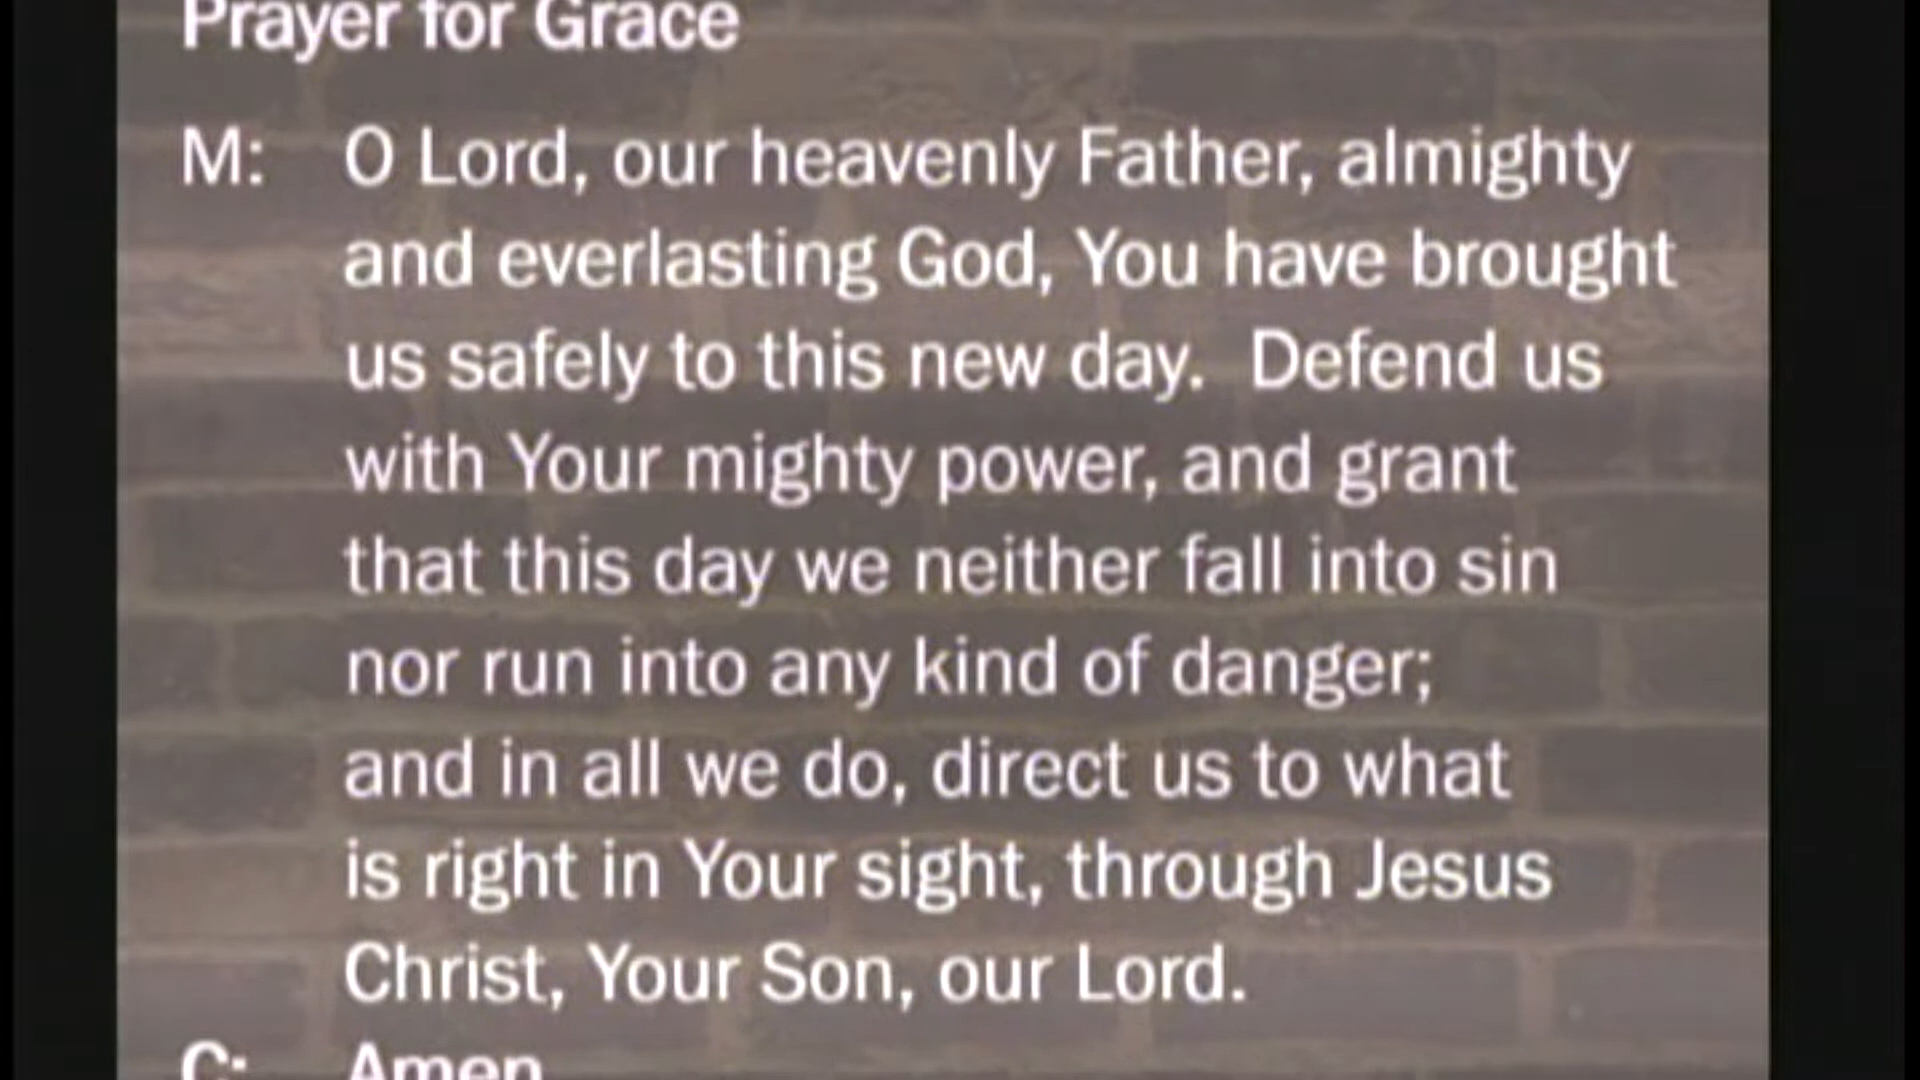 Prayer for Grace
M: O Lord, our heavenly Father, almighty
and everlasting God, You have brought
us safely to this new day. Defend us
with Your mighty power, and grant
that this day we neither fall into sin
nor run into any kind of danger;
and in all we do, direct us to what
is right in Your sight, through Jesus
Christ, Your Son, our Lord.
C: Amen